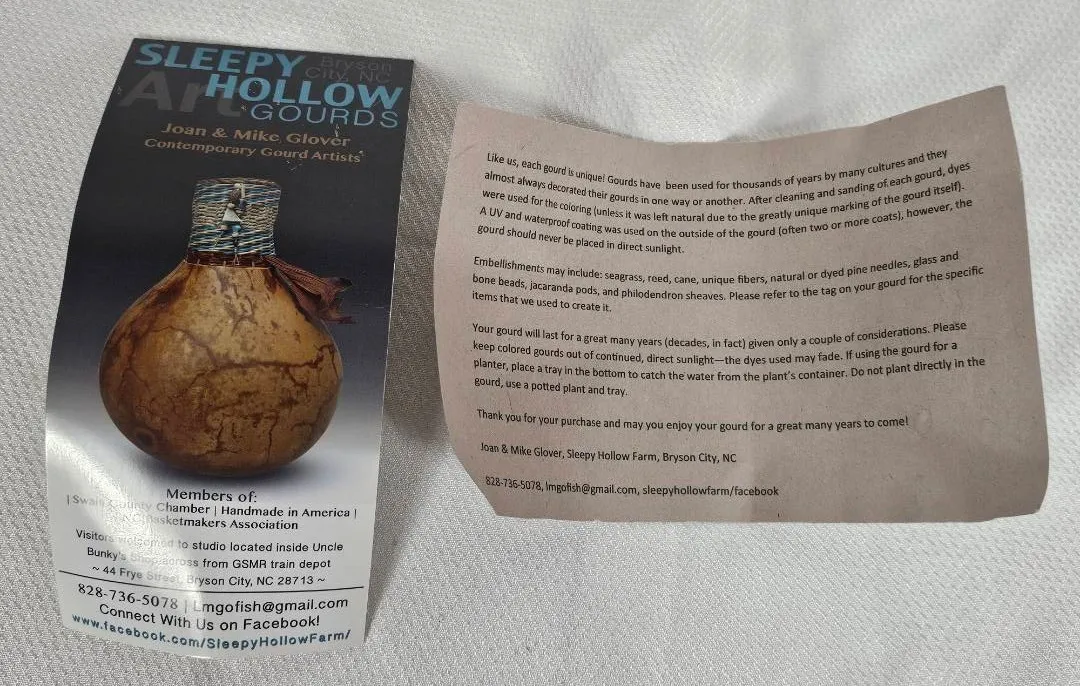 SLEEPY
Bryson
City, NC
Art
HOLLOW
GOURDS
Joan & Mike Glover
Contemporary Gourd Artists
Members of:
| Swain County Chamber | Handmade in America |
NC Basketmakers Association
Visitors welcomed to studio located inside Uncle
Bunky's Shop across from GSMR train depot
~ 44 Frye Street, Bryson City, NC 28713 ~
828-736-5078 | Lmgofish@gmail.com
Connect With Us on Facebook!
www.facebook.com/SleepyHollowFarm/
Like us, each gourd is unique! Gourds have been used for thousands of years by many cultures and they
almost always decorated their gourds in one way or another. After cleaning and sanding of each gourd, dyes
were used for the coloring (unless it was left natural due to the greatly unique marking of the gourd itself).
A UV and waterproof coating was used on the outside of the gourd (often two or more coats), however, the
gourd should never be placed in direct sunlight.
Embellishments may include: seagrass, reed, cane, unique fibers, natural or dyed pine needles, glass and
bone beads, jacaranda pods, and philodendron sheaves. Please refer to the tag on your gourd for the specific
items that we used to create it.
Your gourd will last for a great many years (decades, in fact) given only a couple of considerations. Please
keep colored gourds out of continued, direct sunlight—the dyes used may fade. If using the gourd for a
planter, place a tray in the bottom to catch the water from the plant's container. Do not plant directly in the
gourd, use a potted plant and tray.
Thank you for your purchase and may you enjoy your gourd for a great many years to come!
Joan & Mike Glover, Sleepy Hollow Farm, Bryson City, NC
828-736-5078, lmgofish@gmail.com, sleepyhollowfarm/facebook